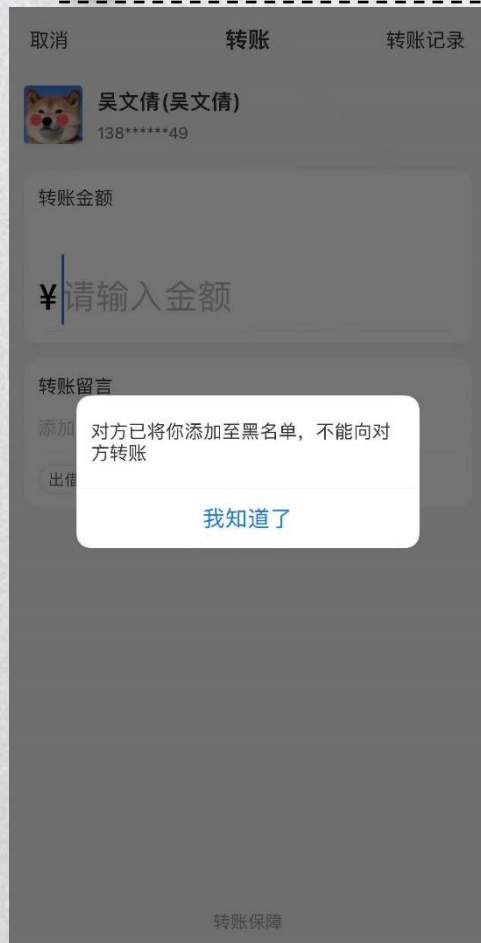 取消 转账 转账记录
吴文倩(吴文倩)
138******49
转账金额
¥ 请输入金额
转账留言
添加
出借
对方已将你添加至黑名单，不能向对
方转账
我知道了
转账保障